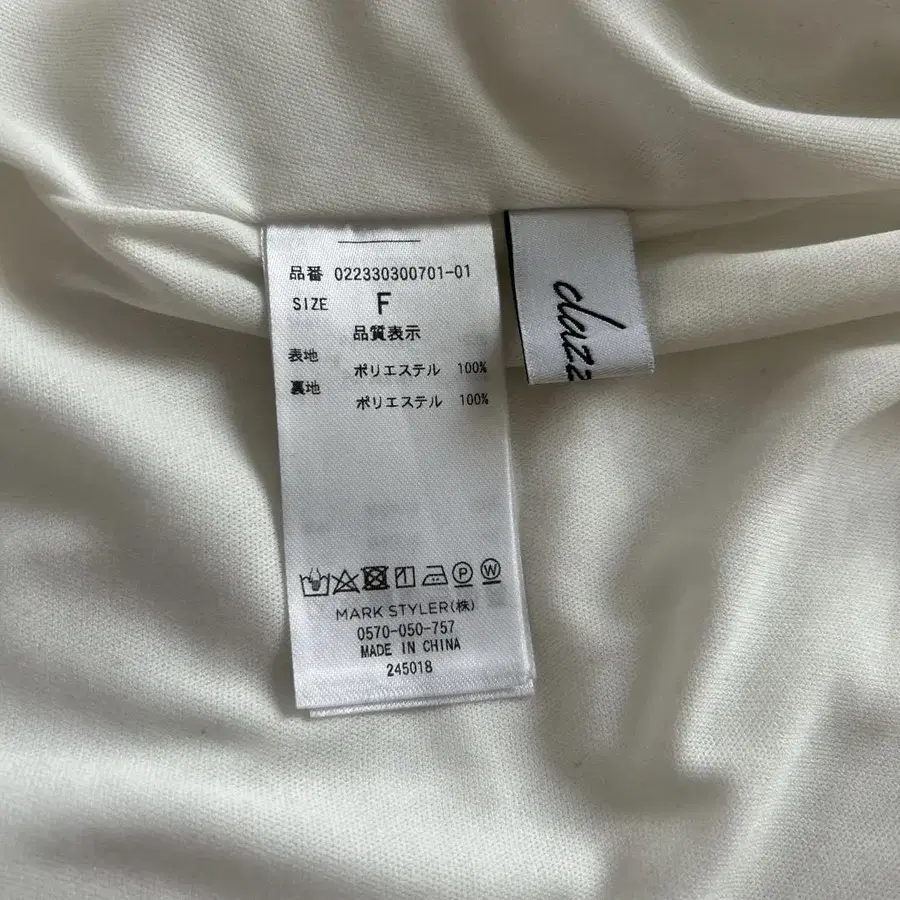 品番 022330300701-01
SIZE F
品質表示
表地 ポリエステル 100%
裏地 ポリエステル 100%
MARK STYLER(株)
0570-050-757
MADE IN CHINA
245018
dazz